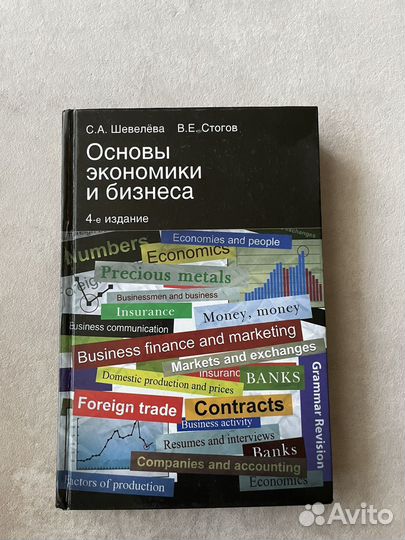 С.А. Шевелёва В.Е. Стогов
Основы
экономики
и бизнеса
4-е издание
Economies and people
Numbers
Economics
Precious metals
Businessmen and business
Insurance
Money, money
Business communication
Business finance and marketing
Markets and exchanges
Insurance
Domestic production and prices
BANKS
Foreign trade
Contracts
Business activity
Resumes and interviews
Banks
Companies and accounting
Factors of production
Economics
Grammar Revision
Avito